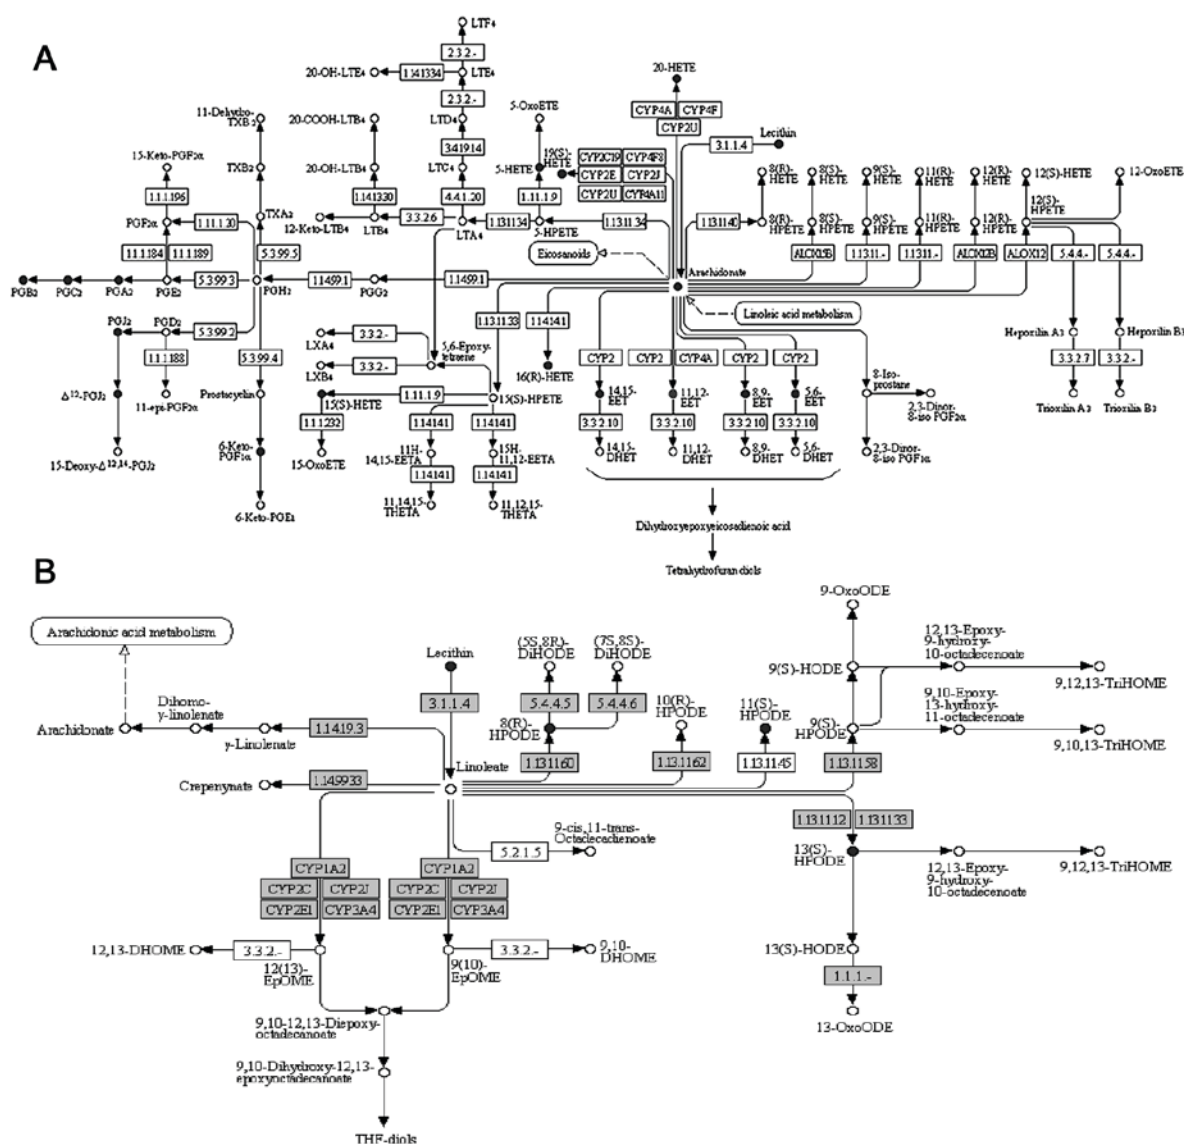 A
LTF4
2.3.2.-
20-OH-LTE4
1.14.13.34
LTE4
2.3.2.-
20-HETE
CYP4A
CYP4F
CYP2U
11-Dehydro-
TXB2
20-COOH-LTB4
LTD4
5-OxoETE
3.4.19.14
Lecithin
3.1.1.4
15-Keto-PGF2α
TXB2
20-OH-LTB4
LTC4
5-HETE
19(S)-
HETE
CYP2C19
CYP4F8
CYP2E
CYP2J
CYP2U
CYP4A11
8(R)-
HETE
8(S)-
HETE
9(S)-
HETE
11(R)-
HETE
12(R)-
HETE
12(S)-HETE
12-OxoETE
1.1.1.196
1.14.13.30
4.4.1.20
1.11.1.9
12(S)-
HPETE
PGF2α
1.1.1.20
TXA2
12-Keto-LTB4
LTB4
3.3.2.6
LTA4
1.13.11.34
5-HPETE
1.13.11.34
1.13.11.40
8(R)-
HPETE
8(S)-
HPETE
9(S)-
HPETE
11(R)-
HPETE
12(R)-
HPETE
1.1.1.184
1.1.1.189
5.3.99.5
Eicosanoids
ALOX15B
1.13.11.-
1.13.11.-
ALOX12B
ALOX12
5.4.4.-
5.4.4.-
Arachidonate
PGB2
PGC2
PGA2
PGE2
5.3.99.3
PGH2
1.14.99.1
PGG2
1.14.99.1
Linoleic acid metabolism
PGJ2
PGD2
5.3.99.2
1.13.11.33
1.14.14.1
Hepoxilin A3
Hepoxilin B3
1.1.1.188
5.3.99.4
LXA4
3.3.2.-
5,6-Epoxy-
tetraene
LXB4
3.3.2.-
16(R)-HETE
CYP2
CYP2
CYP4A
CYP2
CYP2
8-Iso-
prostane
3.3.2.7
3.3.2.-
Δ12-PGJ2
11-epi-PGF2α
Prostacyclin
15(S)-HETE
1.11.1.9
15(S)-HPETE
14,15-
EET
11,12-
EET
8,9-
EET
5,6-
EET
2,3-Dinor-
8-iso PGF2α
Trioxilin A3
Trioxilin B3
1.1.1.232
1.14.14.1
1.14.14.1
3.3.2.10
3.3.2.10
3.3.2.10
3.3.2.10
6-Keto-
PGF1α
15-Deoxy-Δ12,14-PGJ2
15-OxoETE
11H-
14,15-EETA
15H-
11,12-EETA
14,15-
DHET
11,12-
DHET
8,9-
DHET
5,6-
DHET
2,3-Dinor-
8-iso PGF1α
1.14.14.1
1.14.14.1
6-Keto-PGE1
11,14,15-
THETA
11,12,15-
THETA
Dihydroxyepoxyeicosadienoic acid
Tetrahydrofuran diols
B
9-OxoODE
Arachidonic acid metabolism
Lecithin
(5S,8R)-
DiHODE
(7S,8S)-
DiHODE
9(S)-HODE
12,13-Epoxy-
9-hydroxy-
10-octadecenoate
9,12,13-TriHOME
3.1.1.4
5.4.4.5
5.4.4.6
10(R)-
HPODE
11(S)-
HPODE
Dihomo-
γ-linolenate
Arachidonate
γ-Linolenate
1.14.19.3
8(R)-
HPODE
9(S)-
HPODE
9,10-Epoxy-
13-hydroxy-
11-octadecenoate
9,10,13-TriHOME
Linoleate
1.13.11.60
1.13.11.62
1.13.11.45
1.13.11.58
Crepenynate
1.14.99.33
1.13.11.12
1.13.11.33
9-cis,11-trans-
Octadecadienoate
5.2.1.5
13(S)-
HPODE
12,13-Epoxy-
9-hydroxy-
10-octadecenoate
9,12,13-TriHOME
CYP1A2
CYP2C
CYP2J
CYP2E1
CYP3A4
CYP1A2
CYP2C
CYP2J
CYP2E1
CYP3A4
12,13-DHOME
3.3.2.-
12(13)-
EpOME
9(10)-
EpOME
3.3.2.-
9,10-
DHOME
13(S)-HODE
1.1.1.-
13-OxoODE
9,10-12,13-Diepoxy-
octadecanoate
9,10-Dihydroxy-12,13-
epoxyoctadecanoate
THF-diols